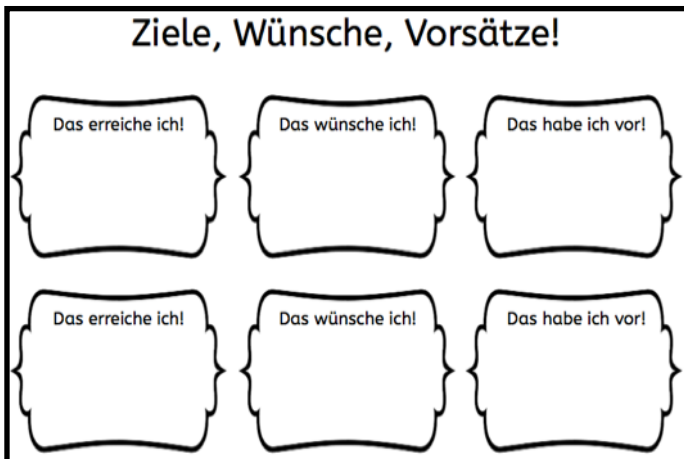 Ziele, Wünsche, Vorsätze!
Das erreiche ich!
Das wünsche ich!
Das habe ich vor!
Das erreiche ich!
Das wünsche ich!
Das habe ich vor!